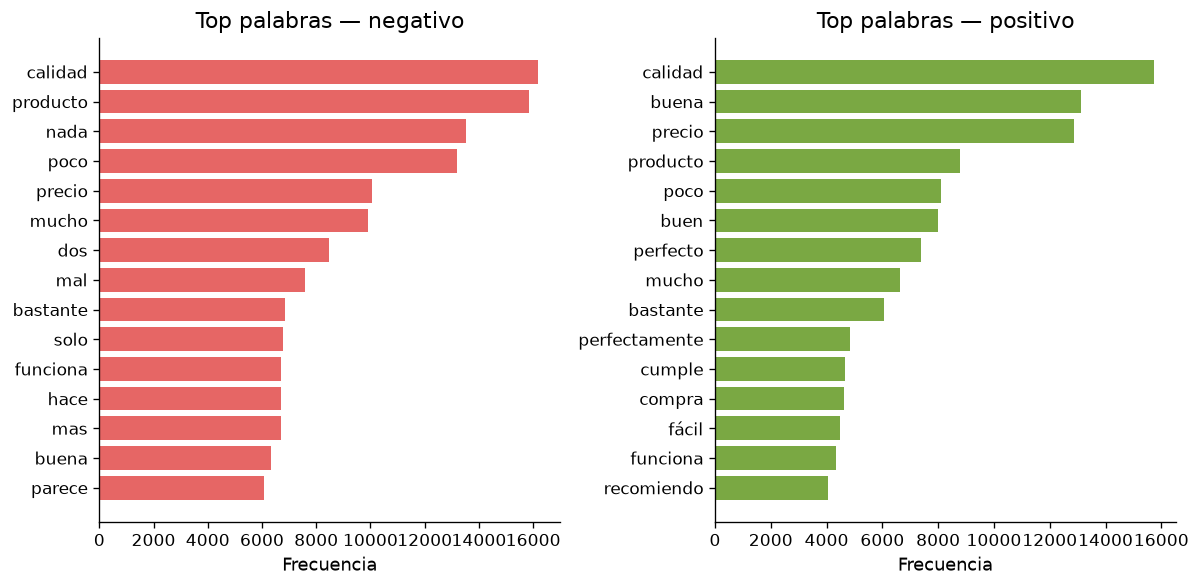 Top palabras — negativo
calidad
producto
nada
poco
precio
mucho
dos
mal
bastante
solo
funciona
hace
mas
buena
parece
0 2000 4000 6000 8000 10000 12000 14000 16000
Frecuencia
Top palabras — positivo
calidad
buena
precio
producto
poco
buen
perfecto
mucho
bastante
perfectamente
cumple
compra
fácil
funciona
recomiendo
0 2000 4000 6000 8000 10000 12000 14000 16000
Frecuencia